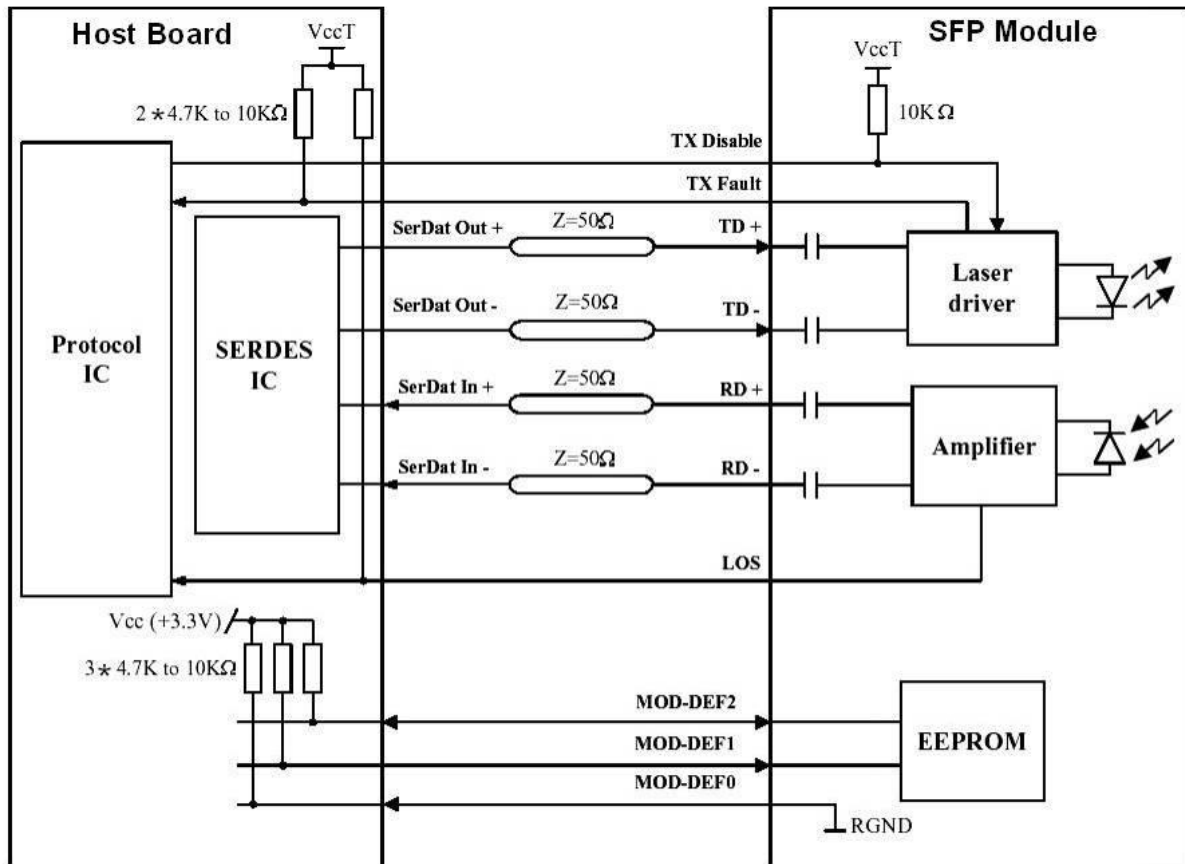 Host Board
SFP Module
VccT
VccT
2*4.7K to 10KΩ
10KΩ
TX Disable
TX Fault
SerDat Out +
Z=50Ω
TD +
SerDat Out -
Z=50Ω
TD -
Laser
driver
Protocol
IC
SERDES
IC
SerDat In +
Z=50Ω
RD +
SerDat In -
Z=50Ω
RD -
Amplifier
LOS
Vcc (+3.3V)
3*4.7K to 10KΩ
MOD-DEF2
MOD-DEF1
MOD-DEF0
EEPROM
RGND